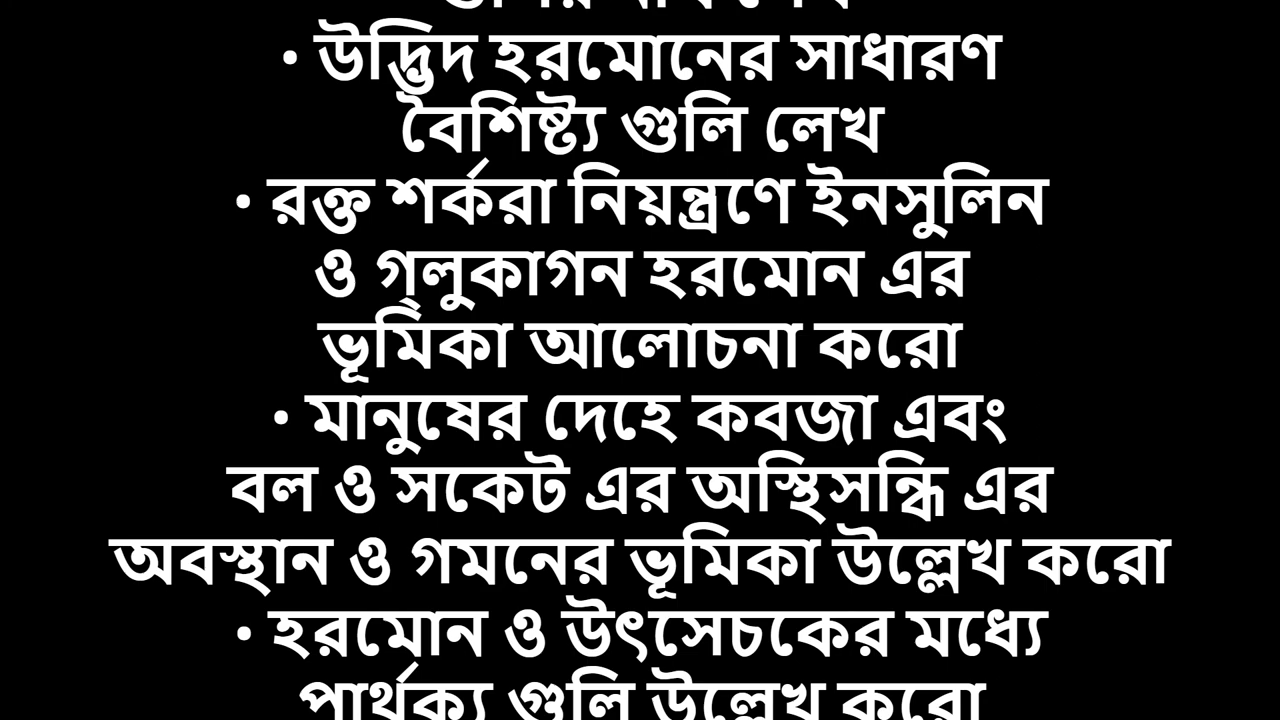 • উদ্ভিদ হরমোনের সাধারণ
বৈশিষ্ট্য গুলি লেখ
• রক্ত শর্করা নিয়ন্ত্রণে ইনসুলিন
ও গ্লুকাগন হরমোন এর
ভূমিকা আলোচনা করো
• মানুষের দেহে কবজা এবং
বল ও সকেট এর অস্থিসন্ধি এর
অবস্থান ও গমনের ভূমিকা উল্লেখ করো
• হরমোন ও উৎসেচকের মধ্যে
পার্থক্য গুলি উল্লেখ করো